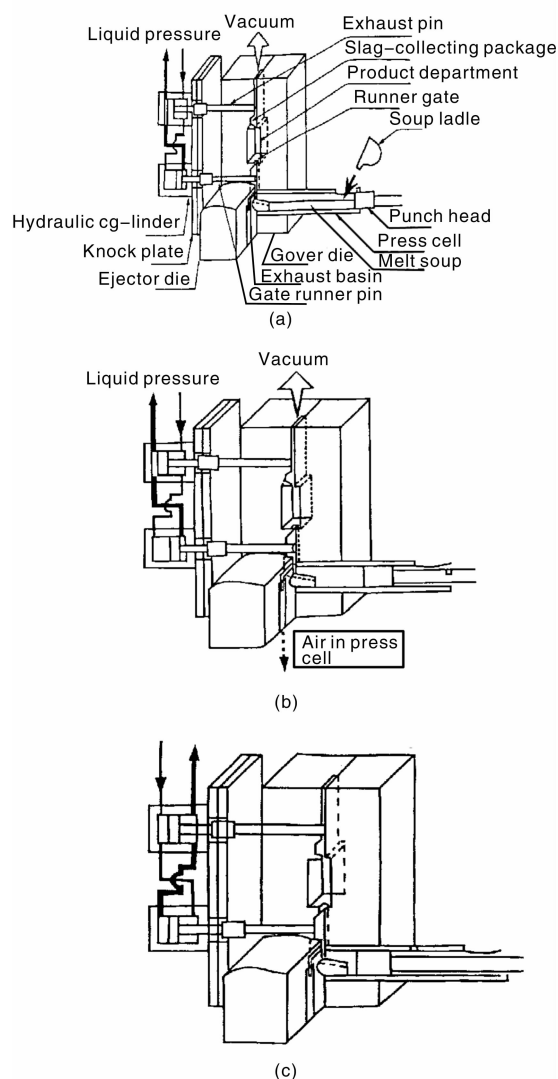 Vacuum
Exhaust pin
Liquid pressure
Slag-collecting package
Product department
Runner gate
Soup ladle
Hydraulic cg-linder
Punch head
Knock plate
Gover die
Press cell
Ejector die
Exhaust basin
Melt soup
Gate runner pin
(a)
Vacuum
Liquid pressure
Air in press
cell
(b)
(c)